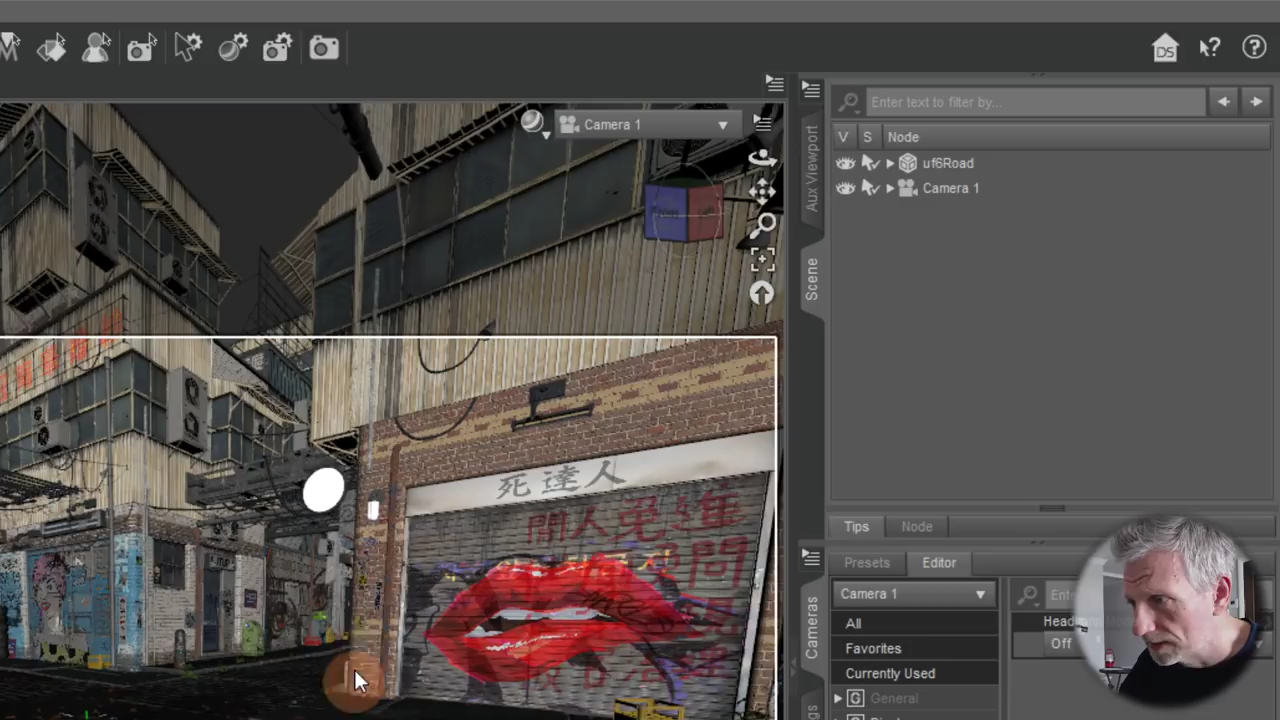 DS
Camera 1
Enter text to filter by...
V S Node
uf6Road
Camera 1
Aux Viewport
Scene
死達人
Tips Node
Presets Editor
Camera 1
All
Favorites
Currently Used
General
Off
Cameras